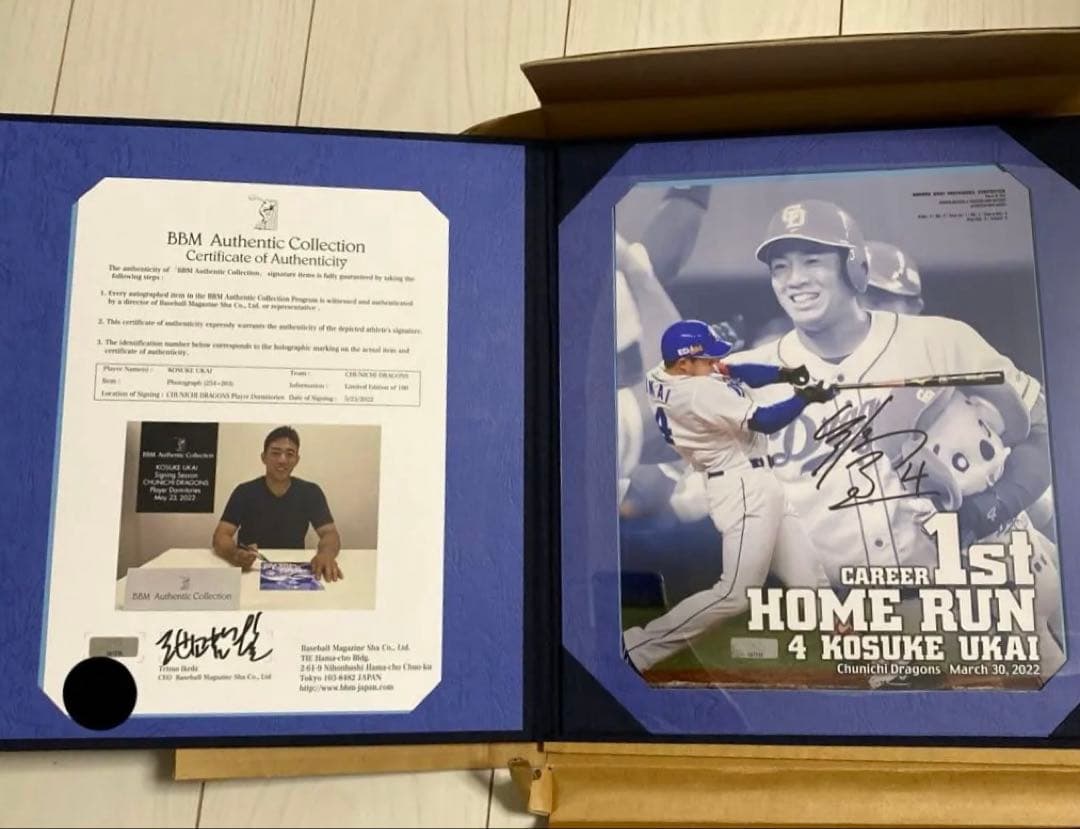 BBM Authentic Collection
Certificate of Authenticity
The authenticity of 「BBM Authentic Collection」 signature items is fully guaranteed by taking the
following steps :
1. Every autographed item in the BBM Authentic Collection Program is witnessed and authenticated
by a director of Baseball Magazine Sha Co., Ltd. or representative .
2. This certificate of authenticity expressly warrants the authenticity of the depicted athlete's signature.
3. The identification number below corresponds to the holographic marking on the actual item and
certificate of authenticity.
Player Name(s) : KOSUKE UKAI Team : CHUNICHI DRAGONS
Item : Photograph (254×203) Information : Limited Edition of 100
Location of Signing : CHUNICHI DRAGONS Player Dormitories Date of Signing : 5/23/2022
BBM Authentic Collection
KOSUKE UKAI
Signing Session
CHUNICHI DRAGONS
Player Dormitories
May 23, 2022
BBM Authentic Collection
Tetsuo Ikeda
CEO Baseball Magazine Sha Co., Ltd
Baseball Magazine Sha Co., Ltd.
TIE Hama-cho Bldg.
2-61-9 Nihonbashi Hama-cho Chuo-ku
Tokyo 103-8482 JAPAN
http://www.bbm-japan.com
UKAI
4
4
CAREER 1st
HOME RUN
4 KOSUKE UKAI
Chunichi Dragons March 30, 2022